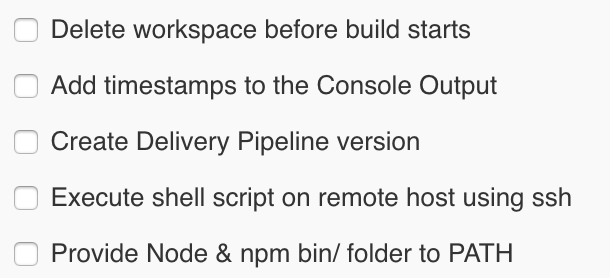 Delete workspace before build starts
Add timestamps to the Console Output
Create Delivery Pipeline version
Execute shell script on remote host using ssh
Provide Node & npm bin/ folder to PATH